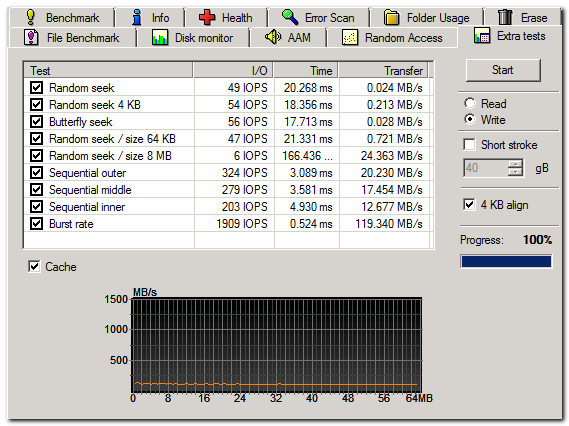 Benchmark Info Health Error Scan Folder Usage Erase
File Benchmark Disk monitor AAM Random Access Extra tests
Test I/O Time Transfer
Random seek 49 IOPS 20.268 ms 0.024 MB/s
Random seek 4 KB 54 IOPS 18.356 ms 0.213 MB/s
Butterfly seek 56 IOPS 17.713 ms 0.028 MB/s
Random seek / size 64 KB 47 IOPS 21.331 ms 0.721 MB/s
Random seek / size 8 MB 6 IOPS 166.436 ... 24.363 MB/s
Sequential outer 324 IOPS 3.089 ms 20.230 MB/s
Sequential middle 279 IOPS 3.581 ms 17.454 MB/s
Sequential inner 203 IOPS 4.930 ms 12.677 MB/s
Burst rate 1909 IOPS 0.524 ms 119.340 MB/s
Start
Read
Write
Short stroke
40 gB
4 KB align
Progress: 100%
Cache
MB/s
1500
1000
500
0 8 16 24 32 40 48 56 64MB